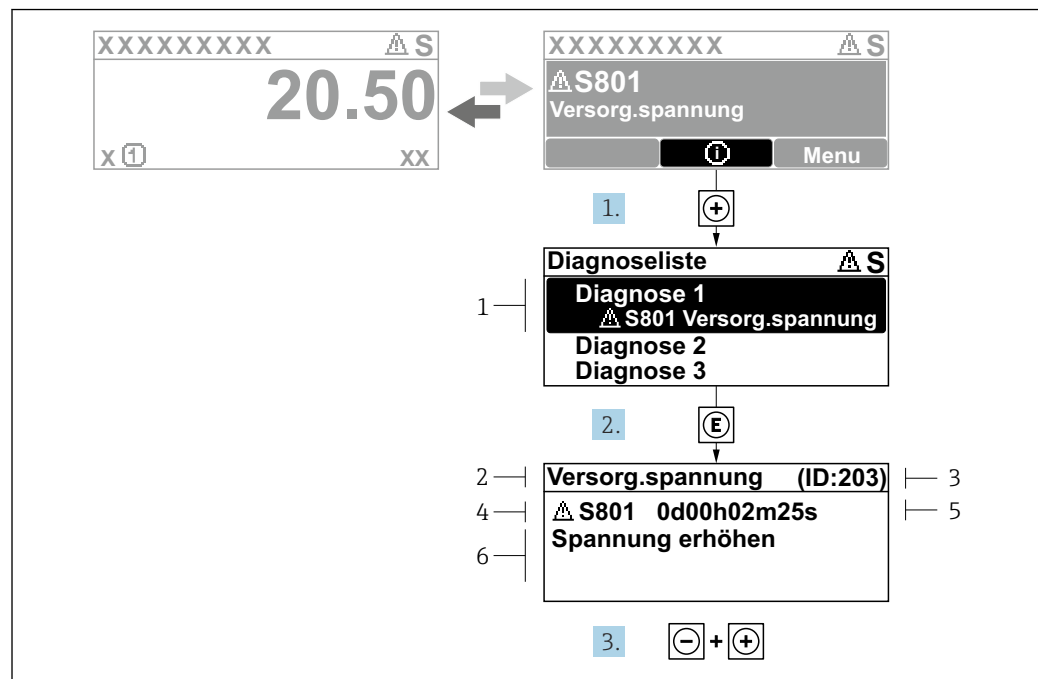 XXXXXXXXX ⚠ S
20.50
x ① xx
XXXXXXXXX ⚠ S
⚠ S801
Versorg.spannung
ⓘ Menu
1. ⊕
Diagnoseliste ⚠ S
1 Diagnose 1
⚠ S801 Versorg.spannung
Diagnose 2
Diagnose 3
2. Ⓔ
2 Versorg.spannung (ID:203) 3
4 ⚠ S801 0d00h02m25s 5
6 Spannung erhöhen
3. ⊖ + ⊕